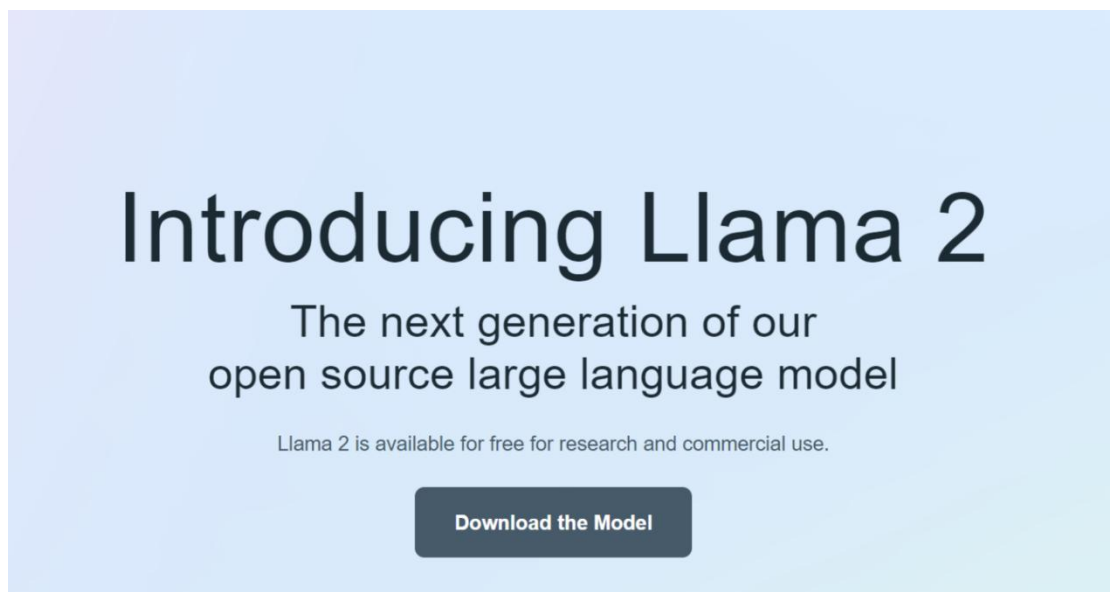 Introducing Llama 2
The next generation of our
open source large language model
Llama 2 is available for free for research and commercial use.
Download the Model